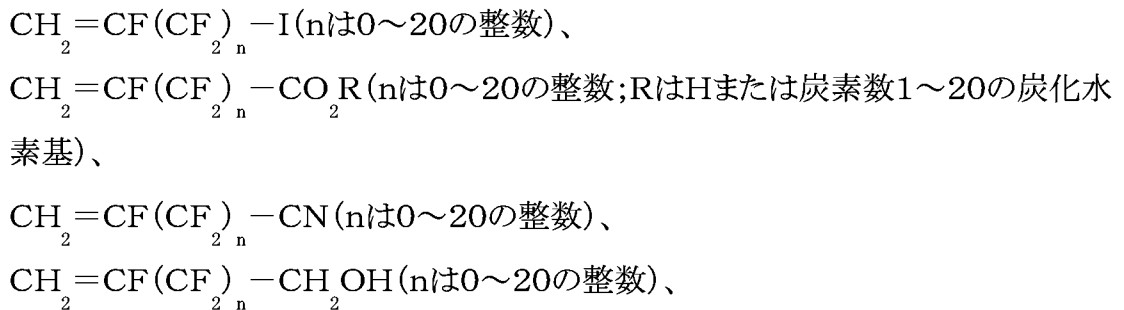 CH₂=CF(CF₂)ₙ-I(nは0～20の整数)、
CH₂=CF(CF₂)ₙ-CO₂R(nは0～20の整数;RはHまたは炭素数1～20の炭化水
素基)、
CH₂=CF(CF₂)ₙ-CN(nは0～20の整数)、
CH₂=CF(CF₂)ₙ-CH₂OH(nは0～20の整数)、